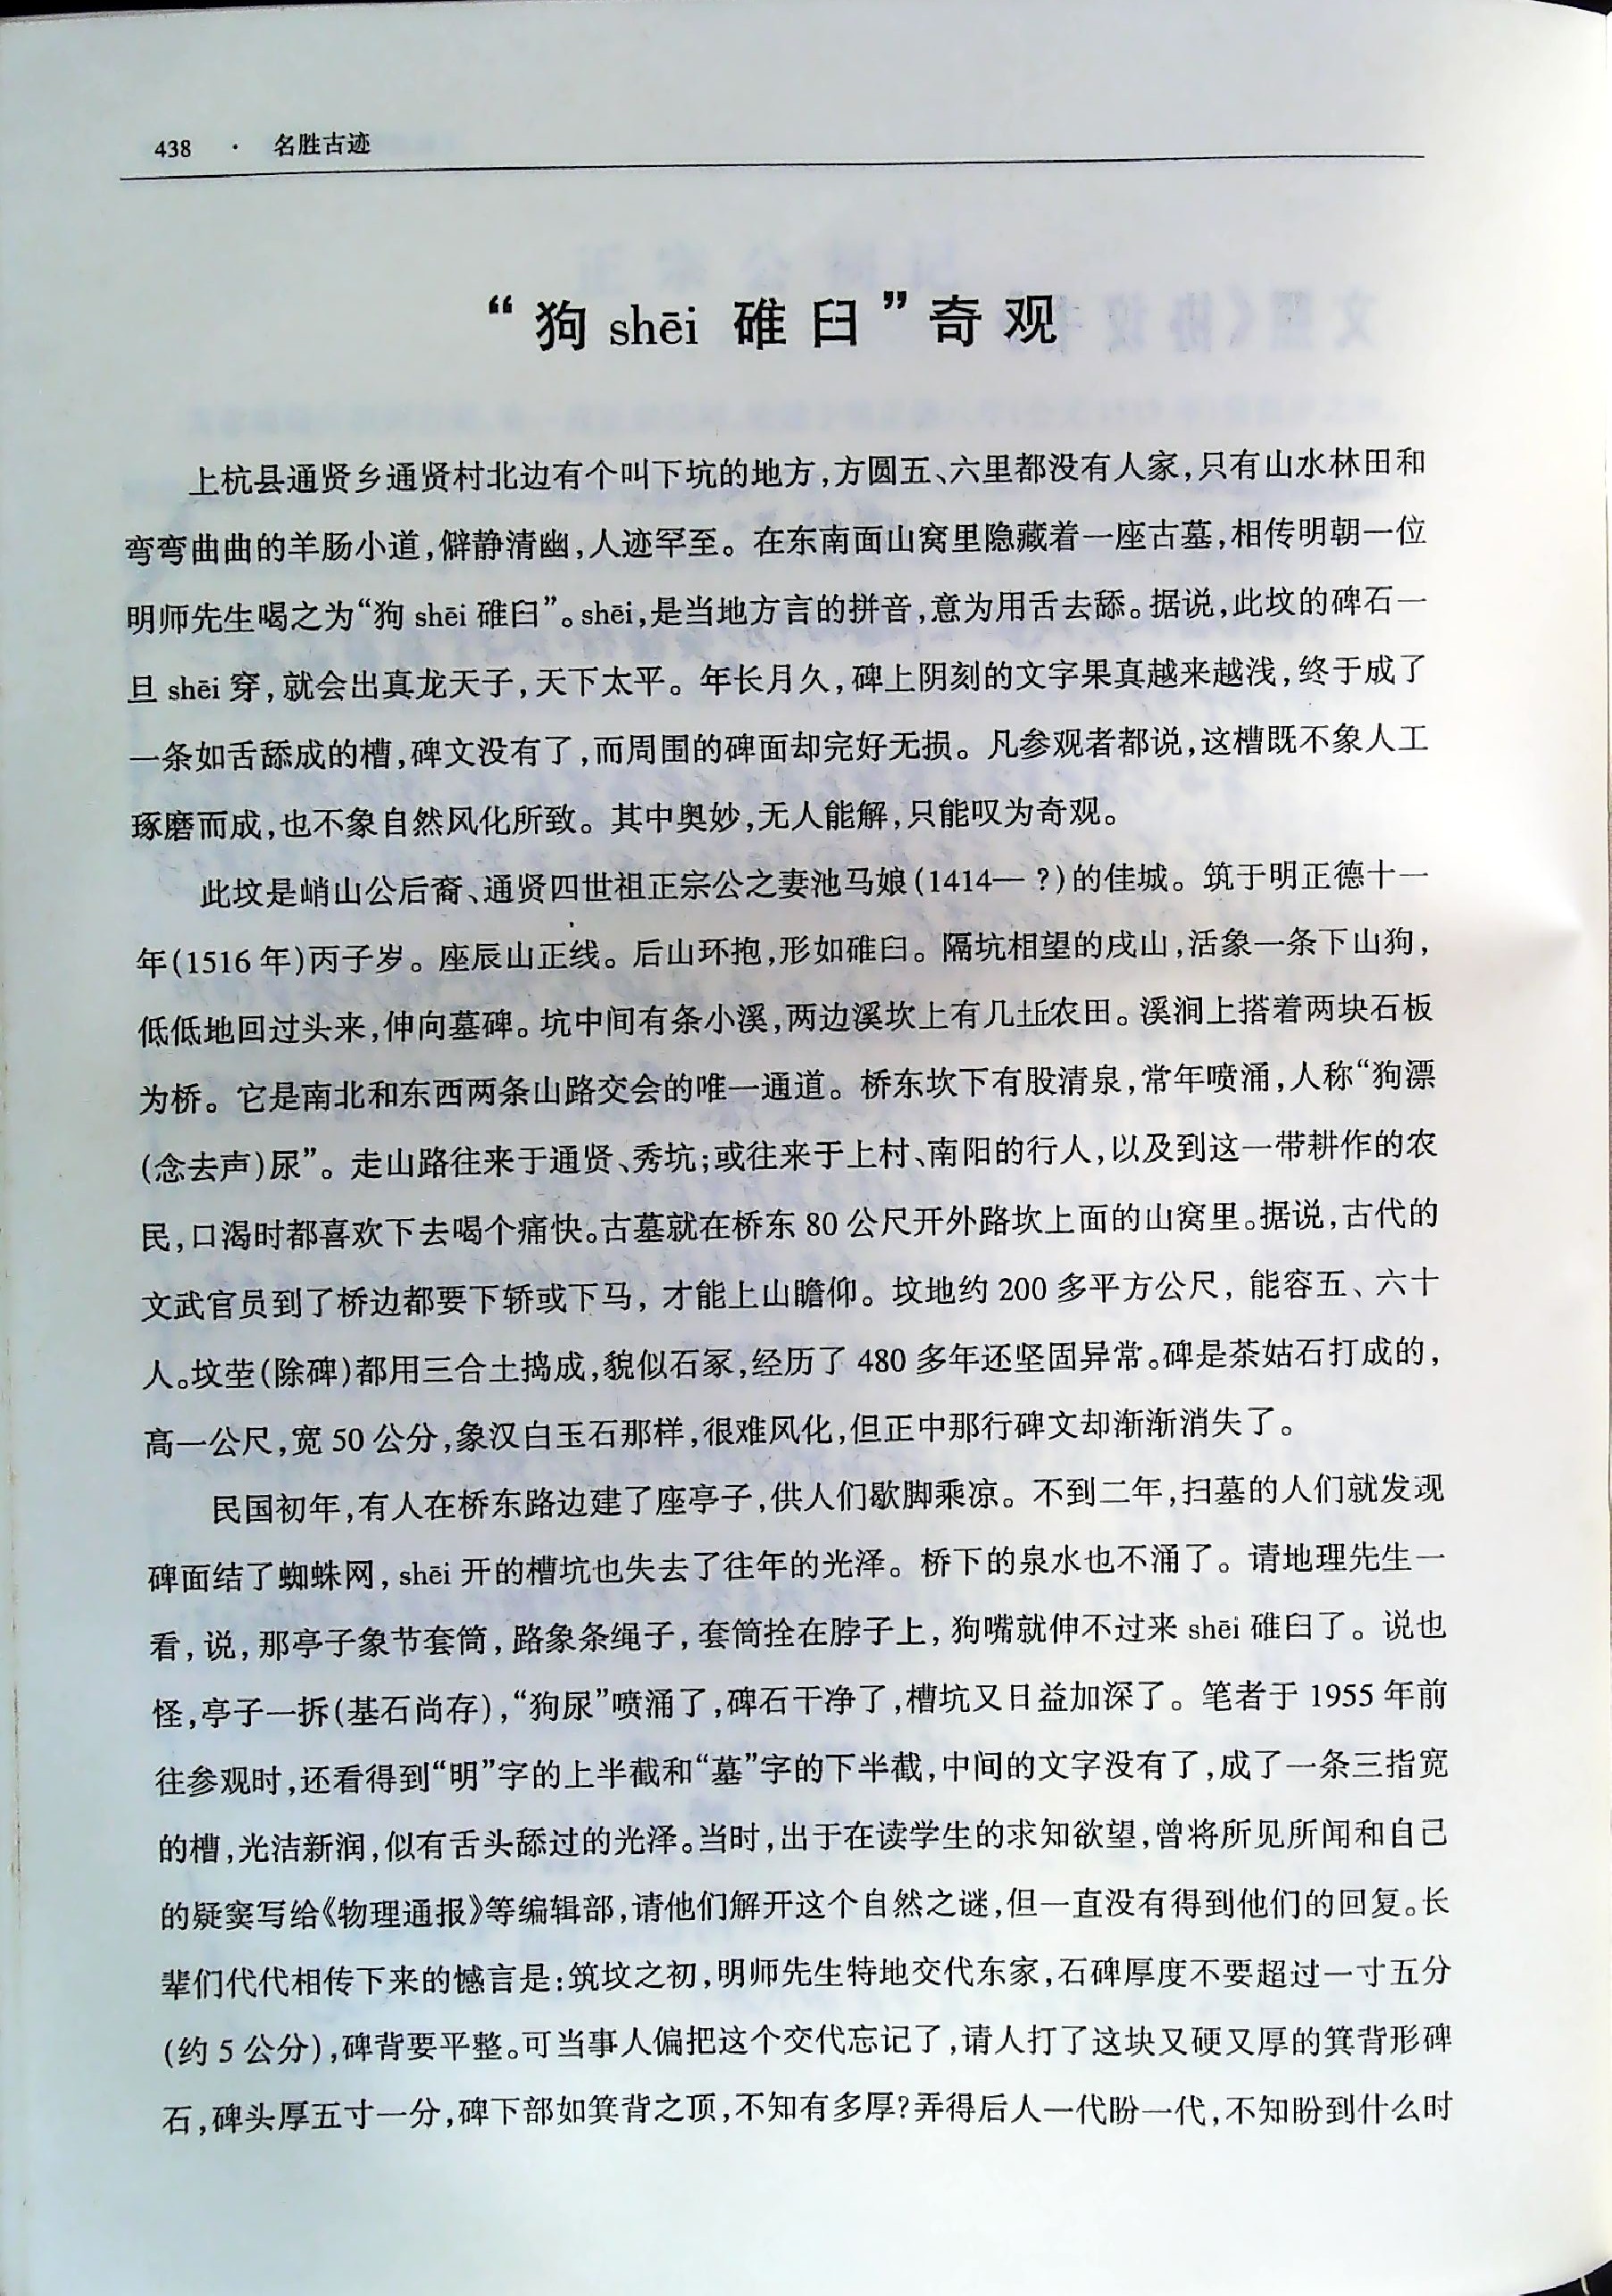 438 · 名胜古迹
“狗 shēi 碓臼”奇观
上杭县通贤乡通贤村北边有个叫下坑的地方,方圆五、六里都没有人家,只有山水林田和
弯弯曲曲的羊肠小道,僻静清幽,人迹罕至。在东南面山窝里隐藏着一座古墓,相传明朝一位
明师先生喝之为“狗 shēi 碓臼”。shēi,是当地方言的拼音,意为用舌去舔。据说,此坟的碑石一
旦 shēi 穿,就会出真龙天子,天下太平。年长月久,碑上阴刻的文字果真越来越浅,终于成了
一条如舌舔成的槽,碑文没有了,而周围的碑面却完好无损。凡参观者都说,这槽既不象人工
琢磨而成,也不象自然风化所致。其中奥妙,无人能解,只能叹为奇观。
此坟是峭山公后裔、通贤四世祖正宗公之妻池马娘(1414—?)的佳城。筑于明正德十一
年(1516 年)丙子岁。座辰山正线。后山环抱,形如碓臼。隔坑相望的戌山,活象一条下山狗,
低低地回过头来,伸向墓碑。坑中间有条小溪,两边溪坎上有几坵农田。溪涧上搭着两块石板
为桥。它是南北和东西两条山路交会的唯一通道。桥东坎下有股清泉,常年喷涌,人称“狗漂
(念去声)尿”。走山路往来于通贤、秀坑;或往来于上村、南阳的行人,以及到这一带耕作的农
民,口渴时都喜欢下去喝个痛快。古墓就在桥东 80 公尺开外路坎上面的山窝里。据说,古代的
文武官员到了桥边都要下轿或下马,才能上山瞻仰。坟地约 200 多平方公尺,能容五、六十
人。坟茔(除碑)都用三合土捣成,貌似石冢,经历了 480 多年还坚固异常。碑是茶姑石打成的,
高一公尺,宽 50 公分,象汉白玉石那样,很难风化,但正中那行碑文却渐渐消失了。
民国初年,有人在桥东路边建了座亭子,供人们歇脚乘凉。不到二年,扫墓的人们就发现
碑面结了蜘蛛网,shēi 开的槽坑也失去了往年的光泽。桥下的泉水也不涌了。请地理先生一
看,说,那亭子象节套筒,路象条绳子,套筒拴在脖子上,狗嘴就伸不过来 shēi 碓臼了。说也
怪,亭子一拆(基石尚存),“狗尿”喷涌了,碑石干净了,槽坑又日益加深了。笔者于 1955 年前
往参观时,还看得到“明”字的上半截和“墓”字的下半截,中间的文字没有了,成了一条三指宽
的槽,光洁新润,似有舌头舔过的光泽。当时,出于在读学生的求知欲望,曾将所见所闻和自己
的疑窦写给《物理通报》等编辑部,请他们解开这个自然之谜,但一直没有得到他们的回复。长
辈们代代相传下来的憾言是:筑坟之初,明师先生特地交代东家,石碑厚度不要超过一寸五分
(约 5 公分),碑背要平整。可当事人偏把这个交代忘记了,请人打了这块又硬又厚的箕背形碑
石,碑头厚五寸一分,碑下部如箕背之顶,不知有多厚?弄得后人一代盼一代,不知盼到什么时